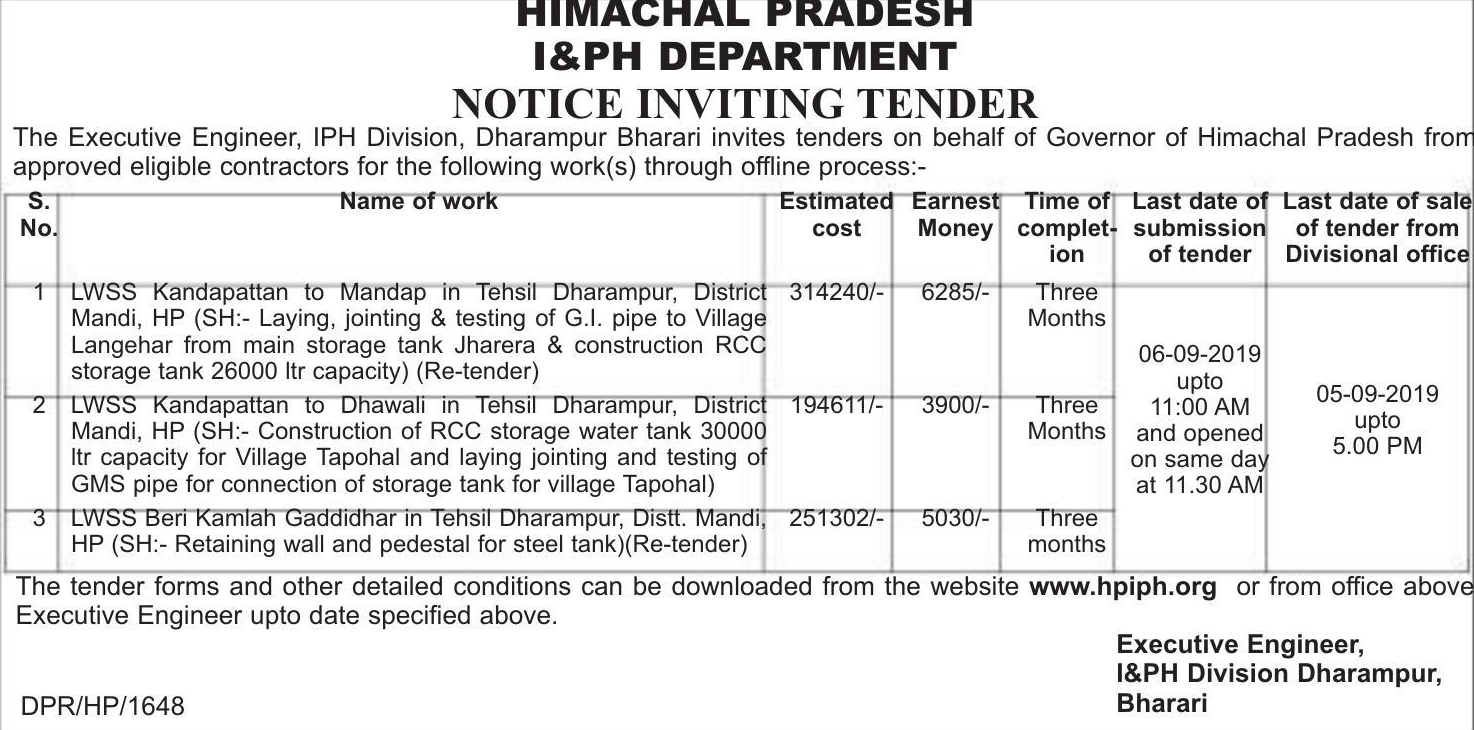 HIMACHAL PRADESH
I&PH DEPARTMENT
NOTICE INVITING TENDER
The Executive Engineer, IPH Division, Dharampur Bharari invites tenders on behalf of Governor of Himachal Pradesh from
approved eligible contractors for the following work(s) through offline process:-
S. No. Name of work Estimated cost Earnest Money Time of complet-ion Last date of submission of tender Last date of sale of tender from Divisional office
1 LWSS Kandapattan to Mandap in Tehsil Dharampur, District 314240/- 6285/- Three
Mandi, HP (SH:- Laying, jointing & testing of G.I. pipe to Village Months
Langehar from main storage tank Jharera & construction RCC
storage tank 26000 ltr capacity) (Re-tender)
2 LWSS Kandapattan to Dhawali in Tehsil Dharampur, District 194611/- 3900/- Three
Mandi, HP (SH:- Construction of RCC storage water tank 30000 Months
ltr capacity for Village Tapohal and laying jointing and testing of
GMS pipe for connection of storage tank for village Tapohal)
3 LWSS Beri Kamlah Gaddidhar in Tehsil Dharampur, Distt. Mandi, 251302/- 5030/- Three
HP (SH:- Retaining wall and pedestal for steel tank)(Re-tender) months
06-09-2019
upto
11:00 AM
and opened
on same day
at 11.30 AM
05-09-2019
upto
5.00 PM
The tender forms and other detailed conditions can be downloaded from the website www.hpiph.org or from office above
Executive Engineer upto date specified above.
Executive Engineer,
I&PH Division Dharampur,
Bharari
DPR/HP/1648